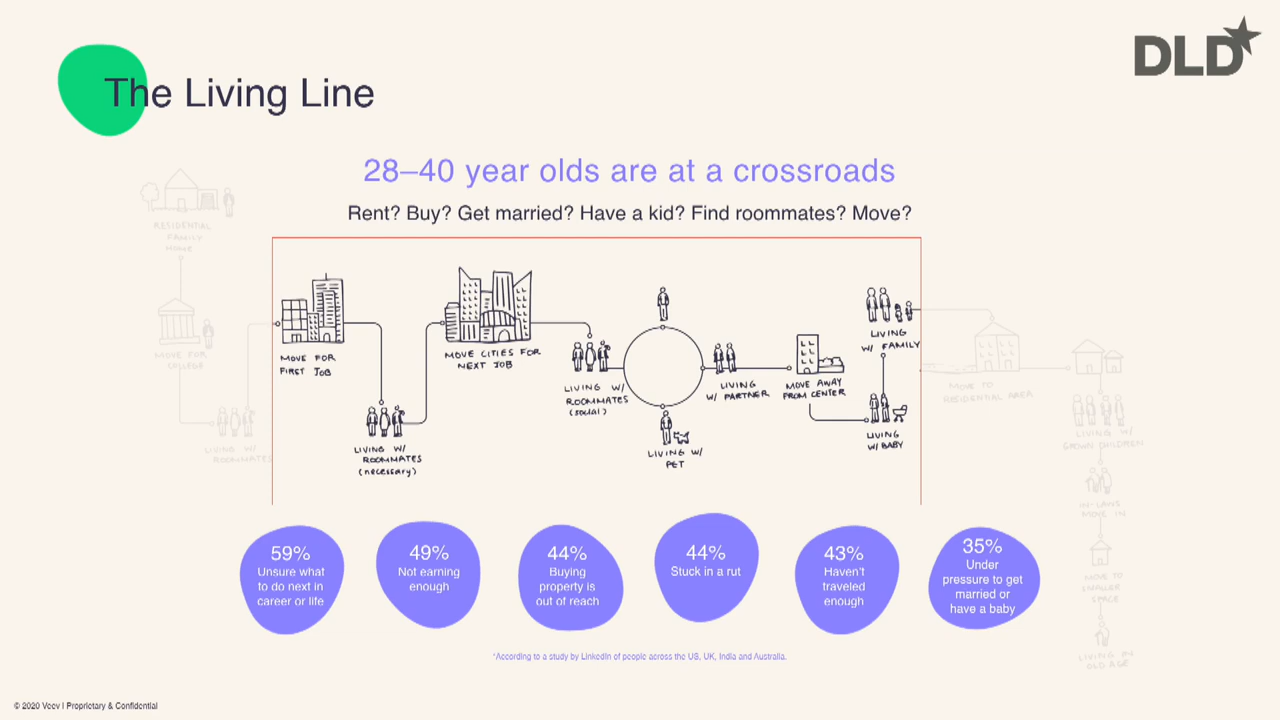 DLD
The Living Line
28–40 year olds are at a crossroads
Rent? Buy? Get married? Have a kid? Find roommates? Move?
RESIDENTIAL
FAMILY
HOME
MOVE FOR
COLLEGE
LIVING W/
ROOMMATES
MOVE FOR
FIRST JOB
LIVING W/
ROOMMATES
(necessary)
MOVE CITIES FOR
NEXT JOB
LIVING W/
ROOMMATES
(social)
LIVING W/
PET
LIVING
W/ PARTNER
MOVE AWAY
FROM CENTER
LIVING
W/ BABY
LIVING
W/ FAMILY
MOVE TO
RESIDENTIAL AREA
LIVING W/
GROWN CHILDREN
IN-LAWS
MOVE IN
MOVE TO
SMALLER
SPACE
LIVING IN
OLD AGE
59%
Unsure what
to do next in
career or life
49%
Not earning
enough
44%
Buying
property is
out of reach
44%
Stuck in a rut
43%
Haven't
traveled
enough
35%
Under
pressure to get
married or
have a baby
*According to a study by LinkedIn of people across the US, UK, India and Australia.
© 2020 Veev | Proprietary & Confidential